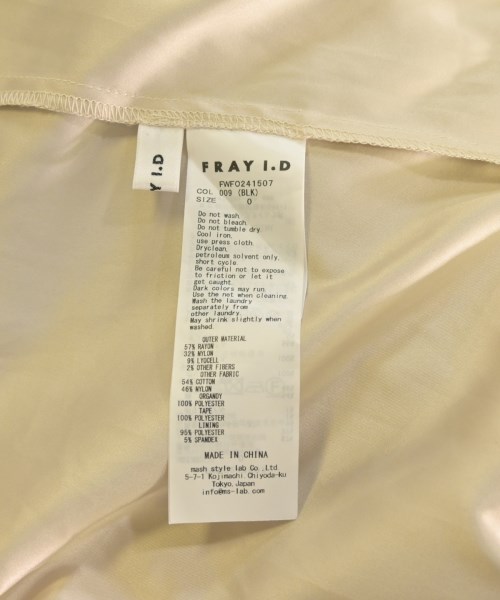 Y I.D
FRAY I.D
FWFO241507
COL 009 (BLK)
SIZE 0
Do not wash.
Do not bleach.
Do not tumble dry.
Cool iron,
use press cloth.
Dryclean,
petroleum solvent only,
short cycle.
Be careful not to expose
to friction or let it
get caught.
Dark colors may run.
Use the net when cleaning.
Wash the laundry
separately from
other laundry.
May shrink slightly when
washed.
OUTER MATERIAL
57% RAYON
32% NYLON
9% LYOCELL
2% OTHER FIBERS
OTHER FABRIC
54% COTTON
46% NYLON
ORGANDY
100% POLYESTER
TAPE
100% POLYESTER
LINING
95% POLYESTER
5% SPANDEX
MADE IN CHINA
mash style lab Co.,Ltd.
5-7-1 Kojimachi Chiyoda-ku
Tokyo,Japan
info@ms-lab.com